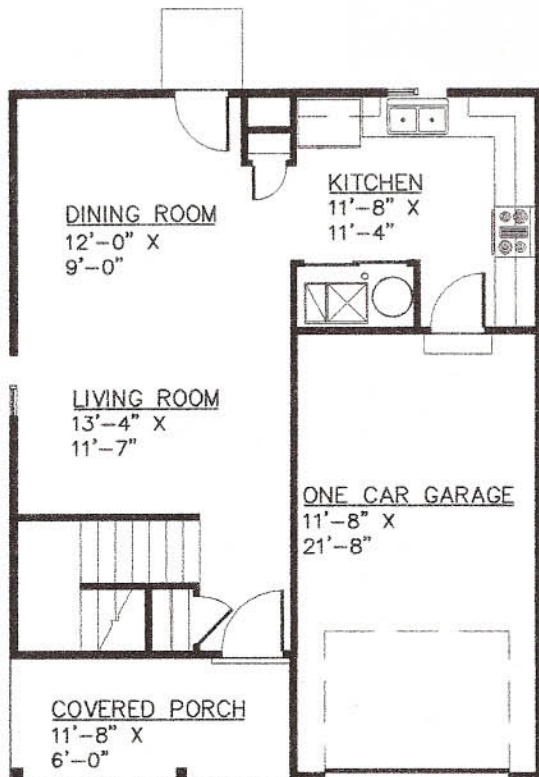 KITCHEN
11'-8" X
11'-4"
DINING ROOM
12'-0" X
9'-0"
LIVING ROOM
13'-4" X
11'-7"
ONE CAR GARAGE
11'-8" X
21'-8"
COVERED PORCH
11'-8" X
6'-0"